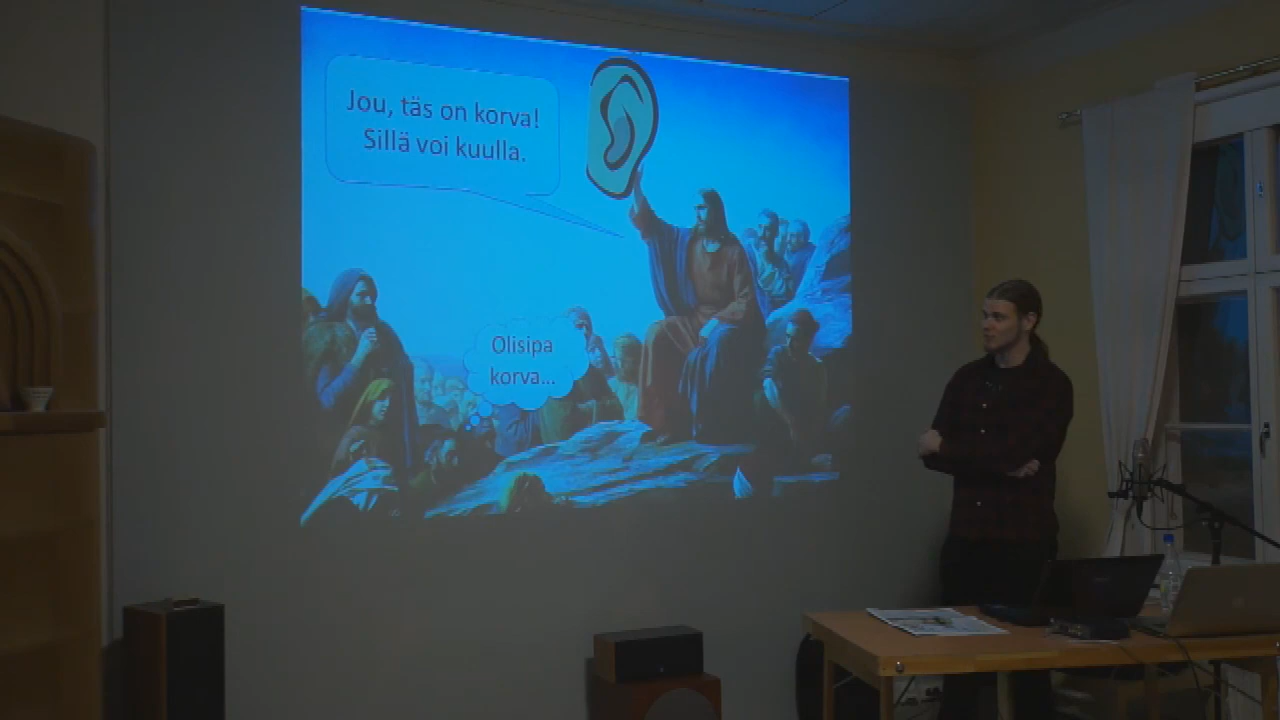 Jou, täs on korva!
Sillä voi kuulla.
Olisipa
korva...